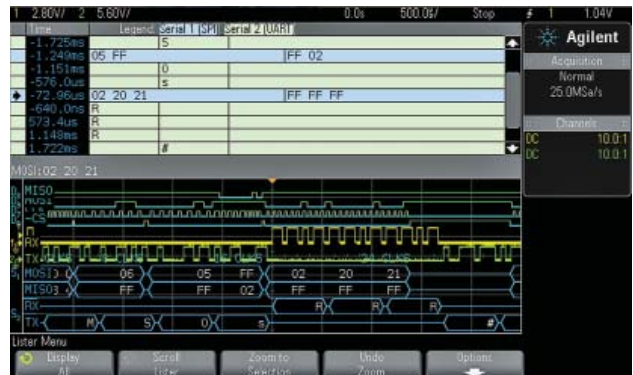 1 2.80V/ 2 5.60V/ 0.0s 500.0s/ Stop 1 1.04V
Time Legend: Serial 1 (SPI) Serial 2 (UART)
-1.725ms S
-1.249ms 05 FF FF 02
-1.151ms 0
-576.0us s
-72.96us 02 20 21 FF FF FF
-640.0ns R
573.4us R
1.148ms R
1.722ms #
Agilent
Acquisition
Normal
25.0MSa/s
Channels
DC 10.0:1
DC 10.0:1
MOSI:02 20 21
MISO
MOSI
~CS
RX
TX
MOSI 06 05 FF 02 20 21
MISO FF FF 02 FF FF FF
RX R R R
TX M S 0 s #
Lister Menu
Display Scroll Zoom to Undo Options
All Lister Selection Zoom